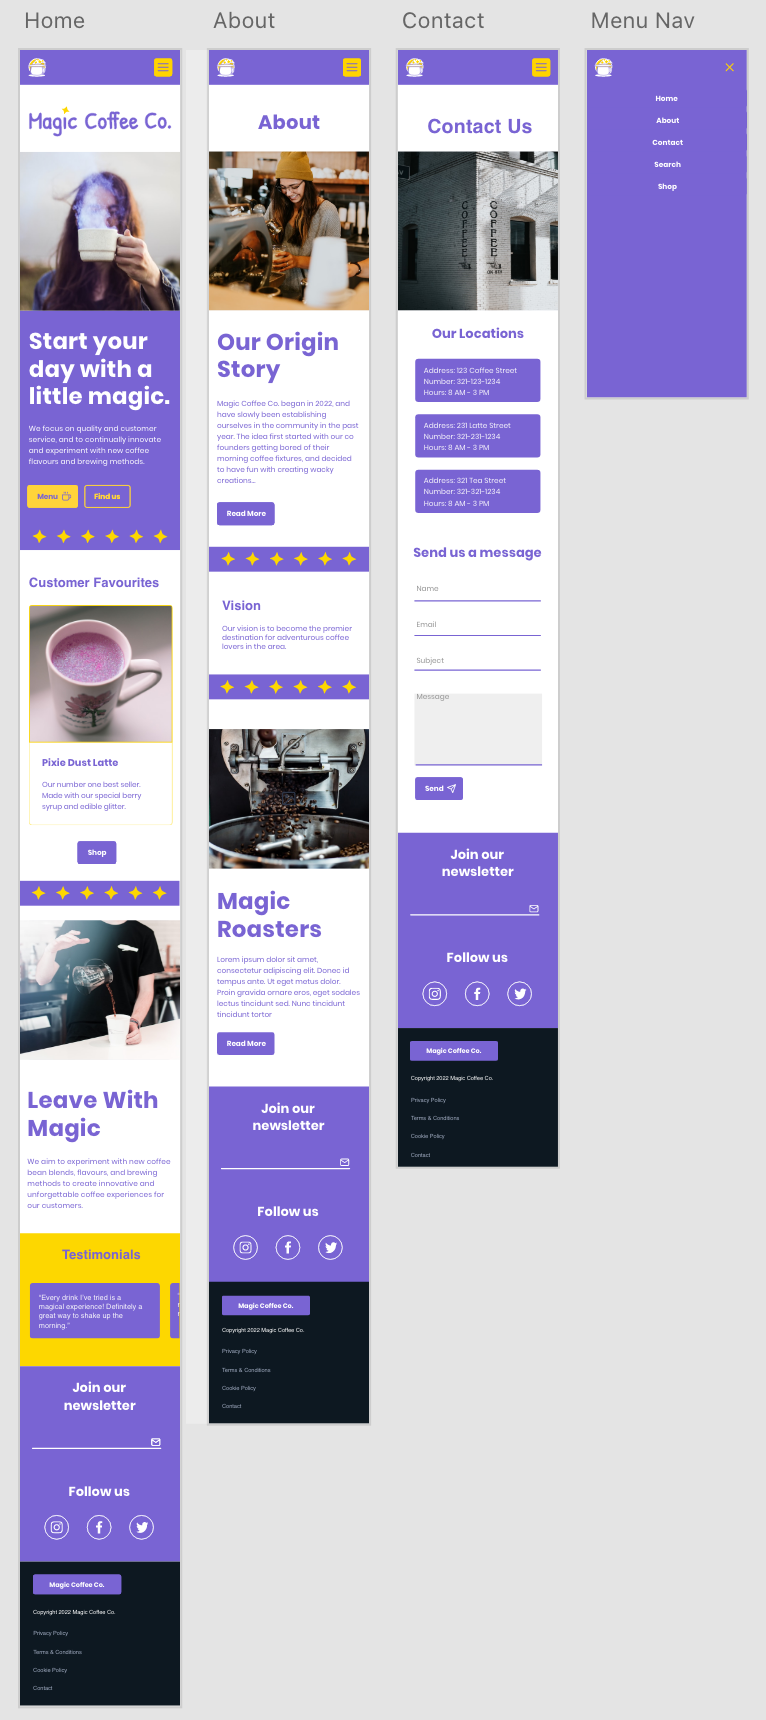 Home
Magic Coffee Co.
Start your
day with a
little magic.
We focus on quality and customer
service, and to continually innovate
and experiment with new coffee
flavours and brewing methods.
Menu
Find us
Customer Favourites
Pixie Dust Latte
Our number one best seller.
Made with our special berry
syrup and edible glitter.
Shop
Leave With
Magic
We aim to experiment with new coffee
bean blends, flavours, and brewing
methods to create innovative and
unforgettable coffee experiences for
our customers.
Testimonials
"Every drink I've tried is a
magical experience! Definitely a
great way to shake up the
morning."
Join our
newsletter
Follow us
Magic Coffee Co.
Copyright 2022 Magic Coffee Co.
Privacy Policy
Terms & Conditions
Cookie Policy
Contact
About
About
Our Origin
Story
Magic Coffee Co. began in 2022, and
have slowly been establishing
ourselves in the community in the past
year. The idea first started with our co
founders getting bored of their
morning coffee fixtures, and decided
to have fun with creating wacky
creations...
Read More
Vision
Our vision is to become the premier
destination for adventurous coffee
lovers in the area.
Magic
Roasters
Lorem ipsum dolor sit amet,
consectetur adipiscing elit. Donec id
tempus ante. Ut eget metus dolor.
Proin gravida ornare eros, eget sodales
lectus tincidunt sed. Nunc tincidunt
tincidunt tortor
Read More
Join our
newsletter
Follow us
Magic Coffee Co.
Copyright 2022 Magic Coffee Co.
Privacy Policy
Terms & Conditions
Cookie Policy
Contact
Contact
Contact Us
COFFEE
COFFEE
Our Locations
Address: 123 Coffee Street
Number: 321-123-1234
Hours: 8 AM - 3 PM
Address: 231 Latte Street
Number: 321-231-1234
Hours: 8 AM - 3 PM
Address: 321 Tea Street
Number: 321-321-1234
Hours: 8 AM - 3 PM
Send us a message
Name
Email
Subject
Message
Send
Join our
newsletter
Follow us
Magic Coffee Co.
Copyright 2022 Magic Coffee Co.
Privacy Policy
Terms & Conditions
Cookie Policy
Contact
Menu Nav
Home
About
Contact
Search
Shop